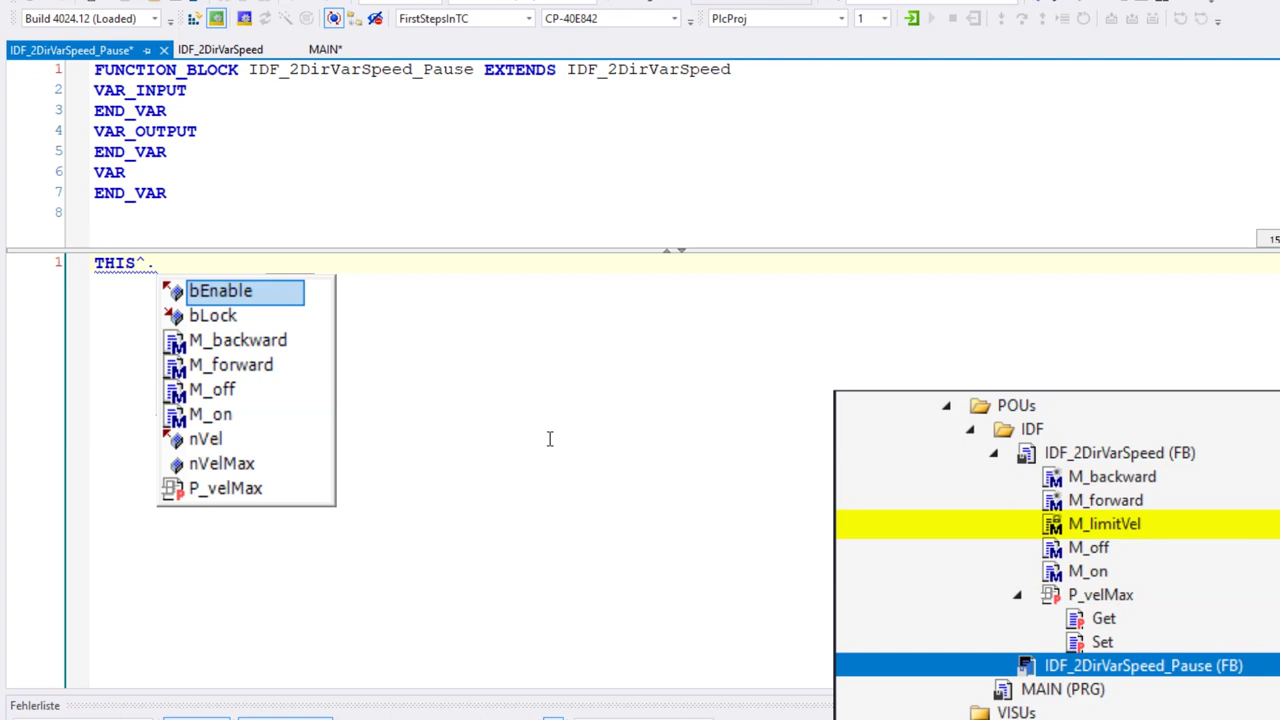 Build 4024.12 (Loaded) FirstStepsInTC CP-40E842 PlcProj 1
IDF_2DirVarSpeed_Pause* IDF_2DirVarSpeed MAIN*
1 FUNCTION_BLOCK IDF_2DirVarSpeed_Pause EXTENDS IDF_2DirVarSpeed
2 VAR_INPUT
3 END_VAR
4 VAR_OUTPUT
5 END_VAR
6 VAR
7 END_VAR
8
15
1 THIS^.
bEnable
bLock
M_backward
M_forward
M_off
M_on
nVel
nVelMax
P_velMax
POUs
IDF
IDF_2DirVarSpeed (FB)
M_backward
M_forward
M_limitVel
M_off
M_on
P_velMax
Get
Set
IDF_2DirVarSpeed_Pause (FB)
MAIN (PRG)
VISUs
Fehlerliste